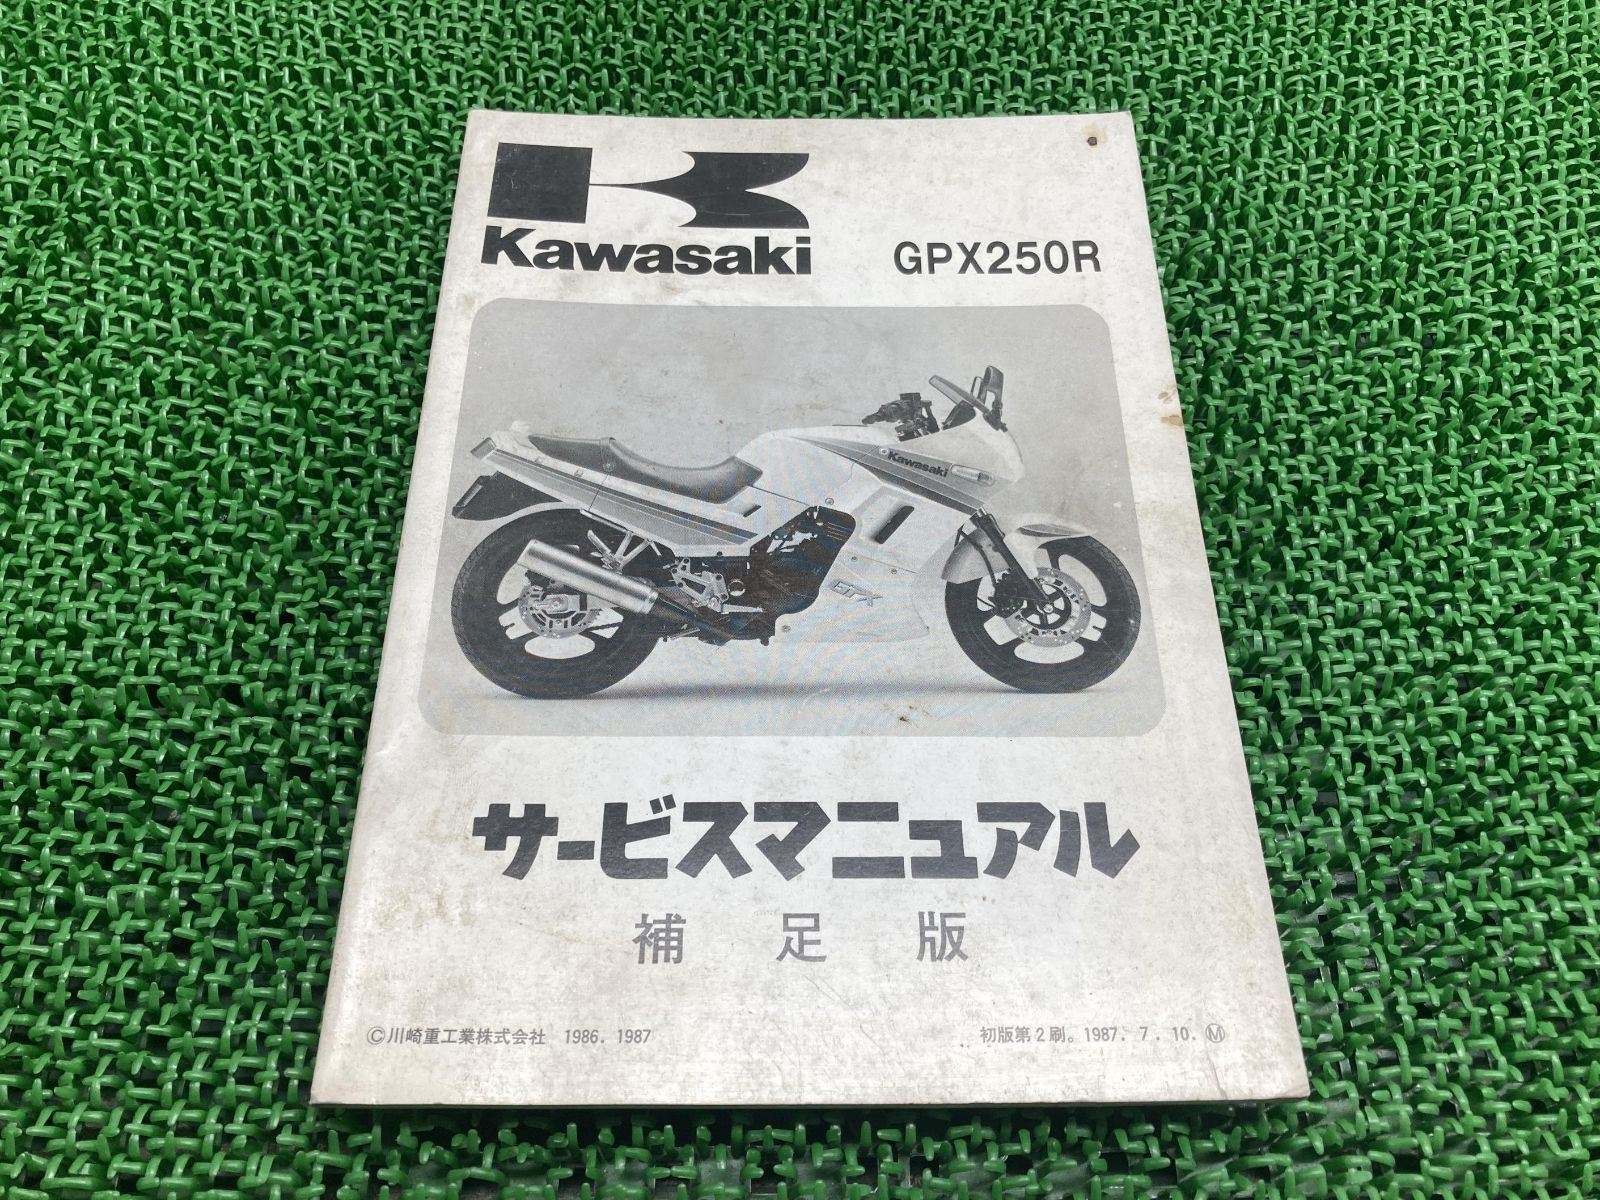 Kawasaki GPX250R
Kawasaki
GPX
サービスマニュアル
補足版
©川崎重工業株式会社 1986. 1987 初版第2刷。1987. 7. 10. Ⓜ